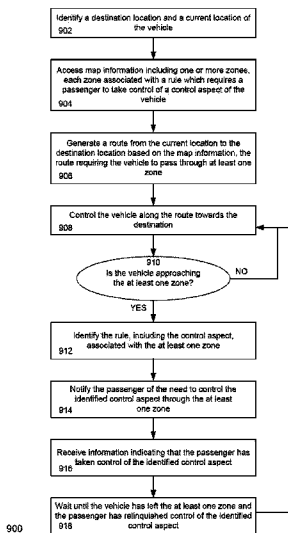 Identify a destination location and a current location of
902 the vehicle
Access map information including one or more zones,
each zone associated with a rule which requires a
passenger to take control of a control aspect of the
904 vehicle
Generate a route from the current location to the
destination location based on the map information, the
route requiring the vehicle to pass through at least one
906 zone
Control the vehicle along the route towards the
908 destination
910
Is the vehicle approaching
the at least one zone?
NO
YES
Identify the rule, including the control aspect,
912 associated with the at least one zone
Notify the passenger of the need to control the
identified control aspect through the at least
914 one zone
Receive information indicating that the passenger has
916 taken control of the identified control aspect
Wait until the vehicle has left the at least one zone and
the passenger has relinquished control of the identified
918 control aspect
900